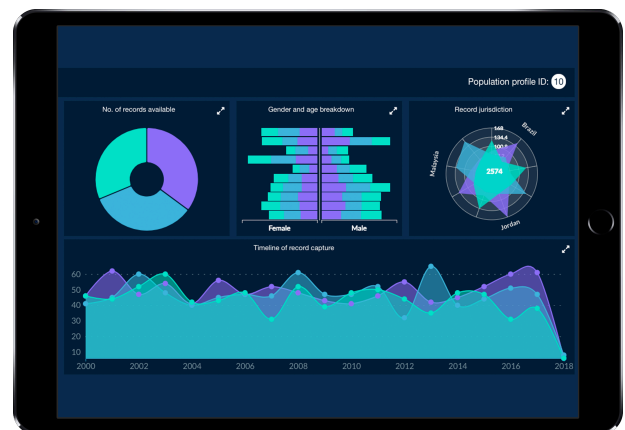 Population profile ID: 10
No. of records available
Gender and age breakdown
Record jurisdiction
Female
Male
168
134.4
Brazil
Malaysia
2574
Jordan
Timeline of record capture
60
50
40
30
20
10
2000
2002
2004
2006
2008
2010
2012
2014
2016
2018